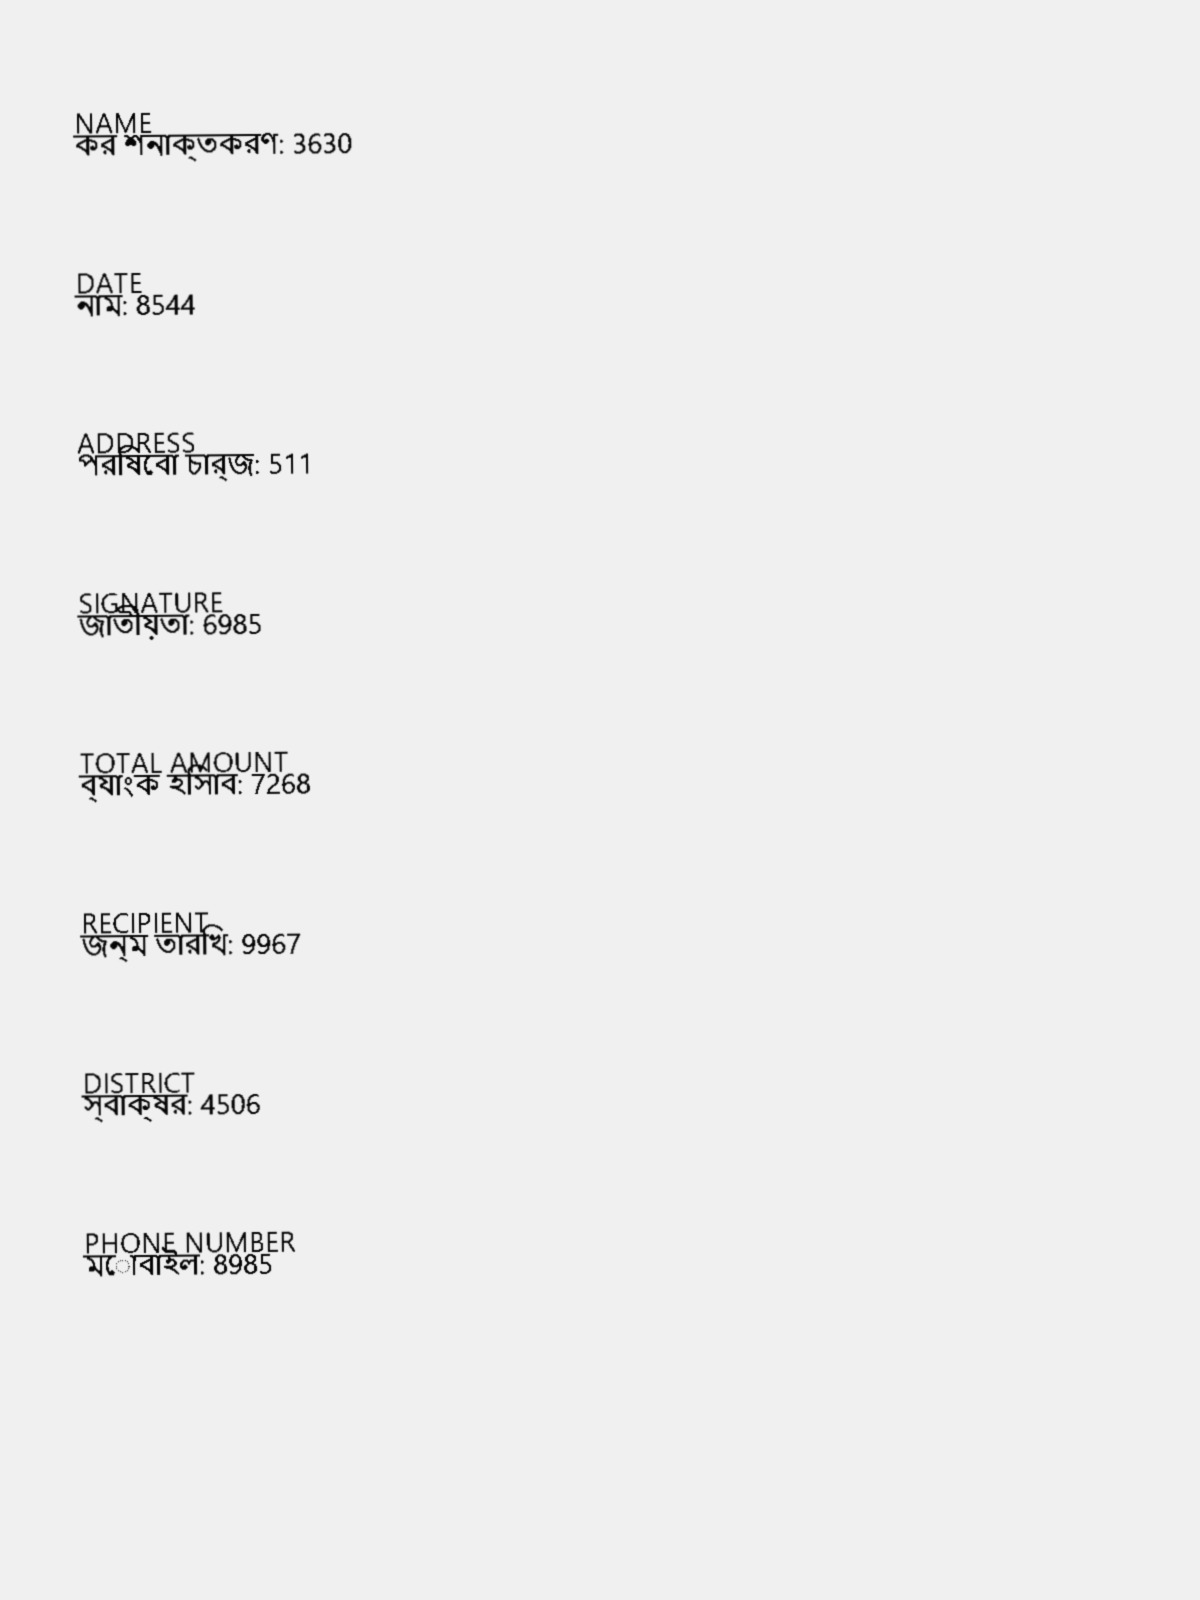 NAME
কর শনাক্তকরণ: 3630
DATE
নাম: 8544
ADDRESS
পরিষেবা চার্জ: 511
SIGNATURE
জাতীয়তা: 6985
TOTAL AMOUNT
ব্যাংক হিসাব: 7268
RECIPIENT
জন্ম তারিখ: 9967
DISTRICT
স্বাক্ষর: 4506
PHONE NUMBER
মোবাইল: 8985